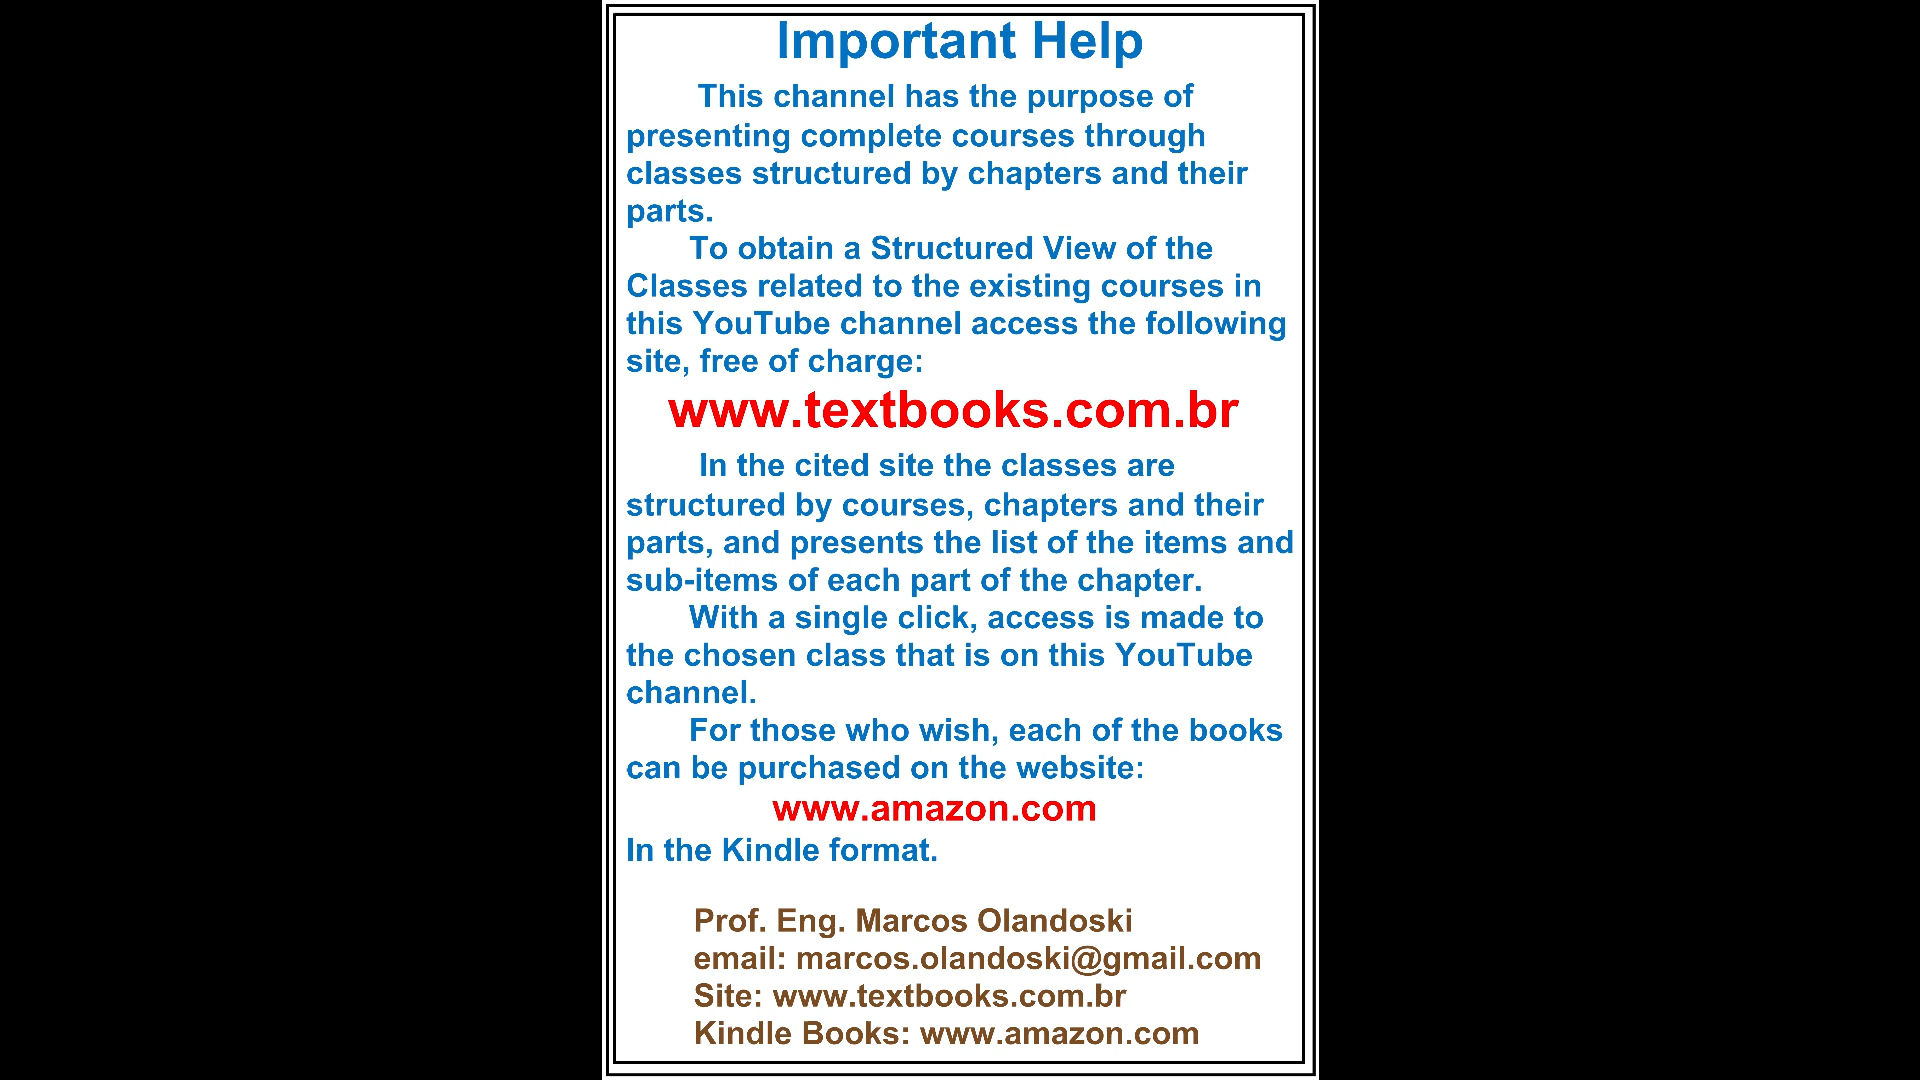 Important Help
This channel has the purpose of
presenting complete courses through
classes structured by chapters and their
parts.
To obtain a Structured View of the
Classes related to the existing courses in
this YouTube channel access the following
site, free of charge:
www.textbooks.com.br
In the cited site the classes are
structured by courses, chapters and their
parts, and presents the list of the items and
sub-items of each part of the chapter.
With a single click, access is made to
the chosen class that is on this YouTube
channel.
For those who wish, each of the books
can be purchased on the website:
www.amazon.com
In the Kindle format.
Prof. Eng. Marcos Olandoski
email: marcos.olandoski@gmail.com
Site: www.textbooks.com.br
Kindle Books: www.amazon.com